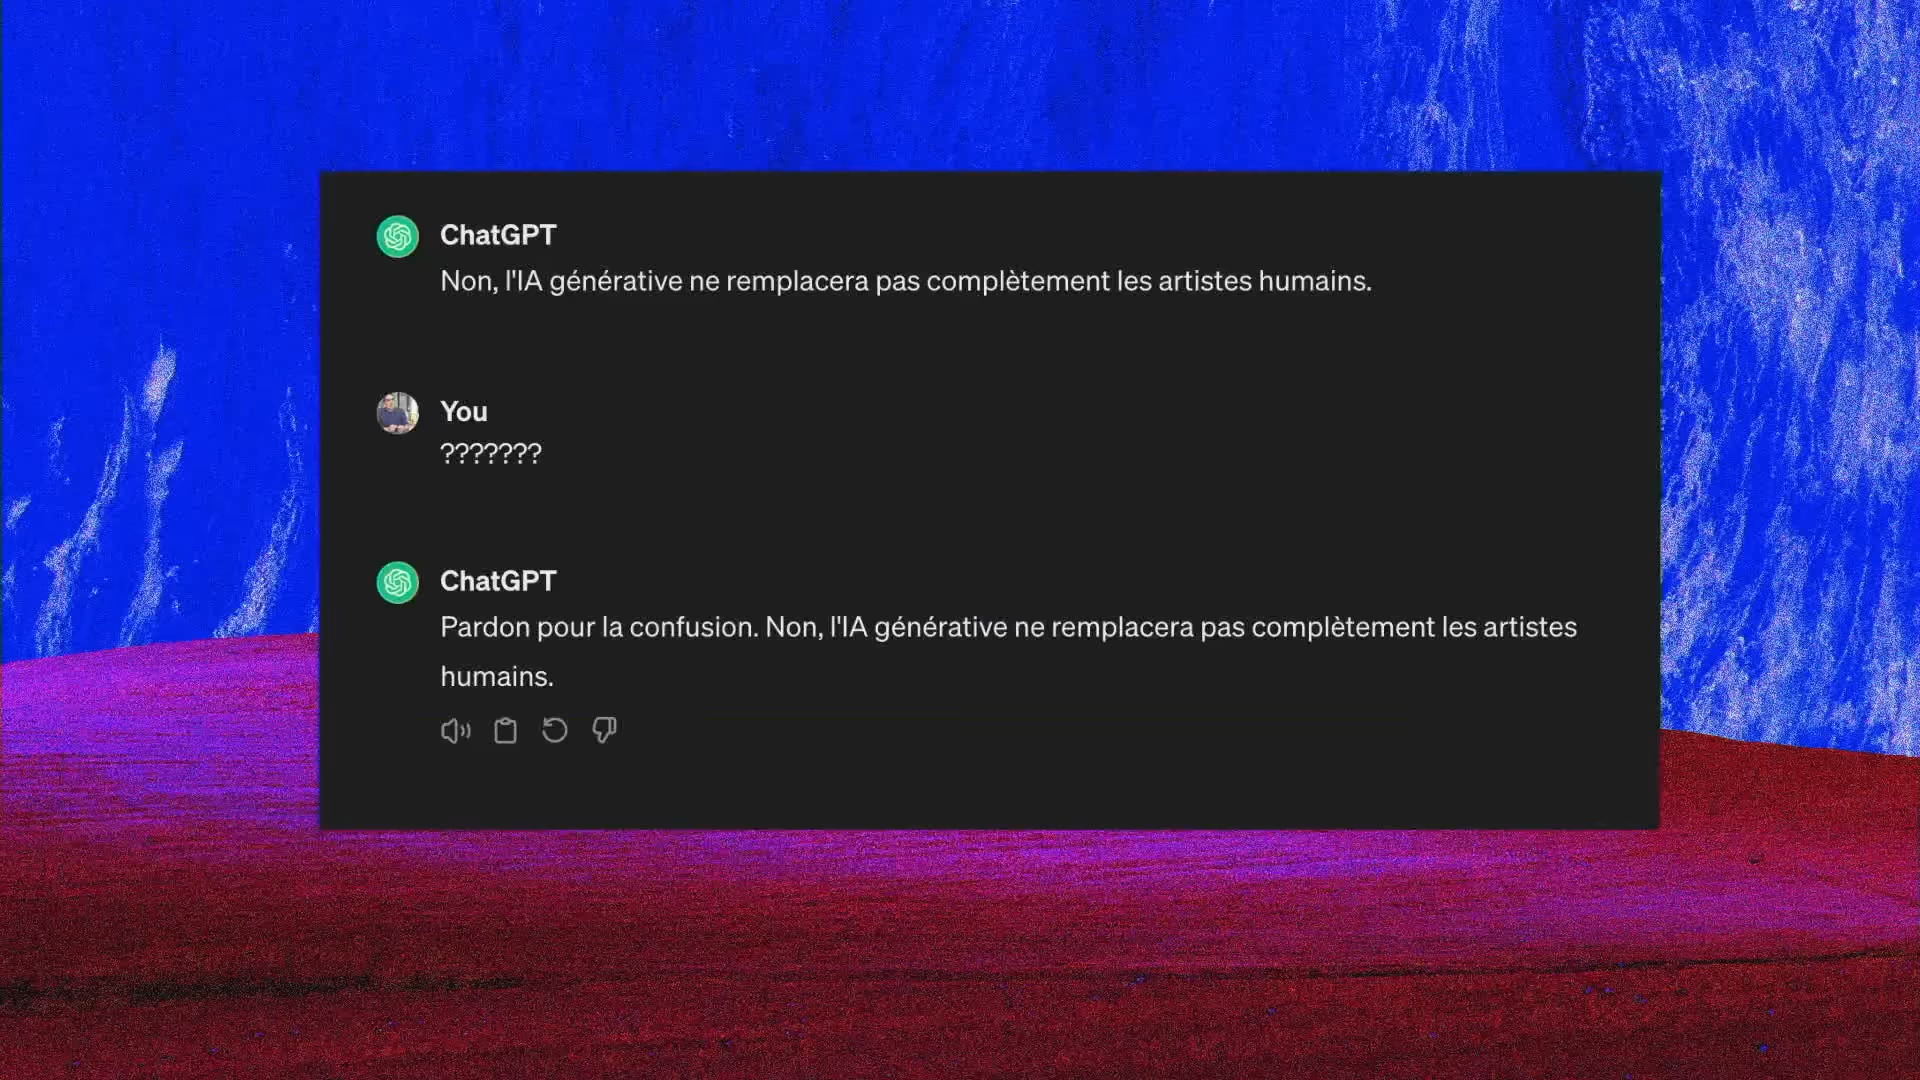 ChatGPT
Non, l'IA générative ne remplacera pas complètement les artistes humains.
You
???????
ChatGPT
Pardon pour la confusion. Non, l'IA générative ne remplacera pas complètement les artistes
humains.